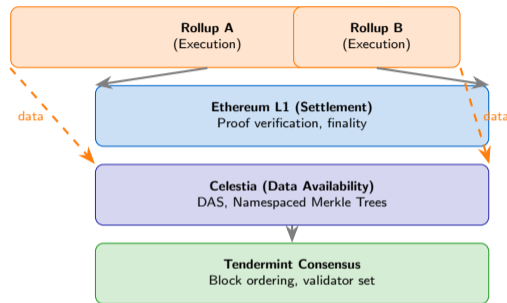 Rollup A
(Execution)
Rollup B
(Execution)
Ethereum L1 (Settlement)
Proof verification, finality
data
data
Celestia (Data Availability)
DAS, Namespaced Merkle Trees
Tendermint Consensus
Block ordering, validator set